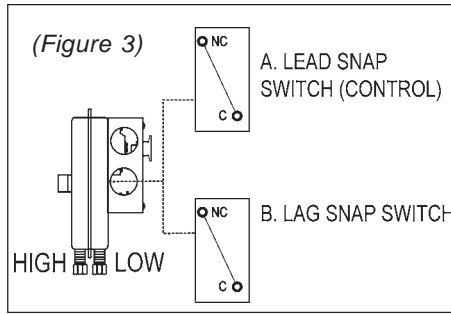 (Figure 3)
NC
A. LEAD SNAP
SWITCH (CONTROL)
C
NC
B. LAG SNAP SWITCH
HIGH
LOW
C